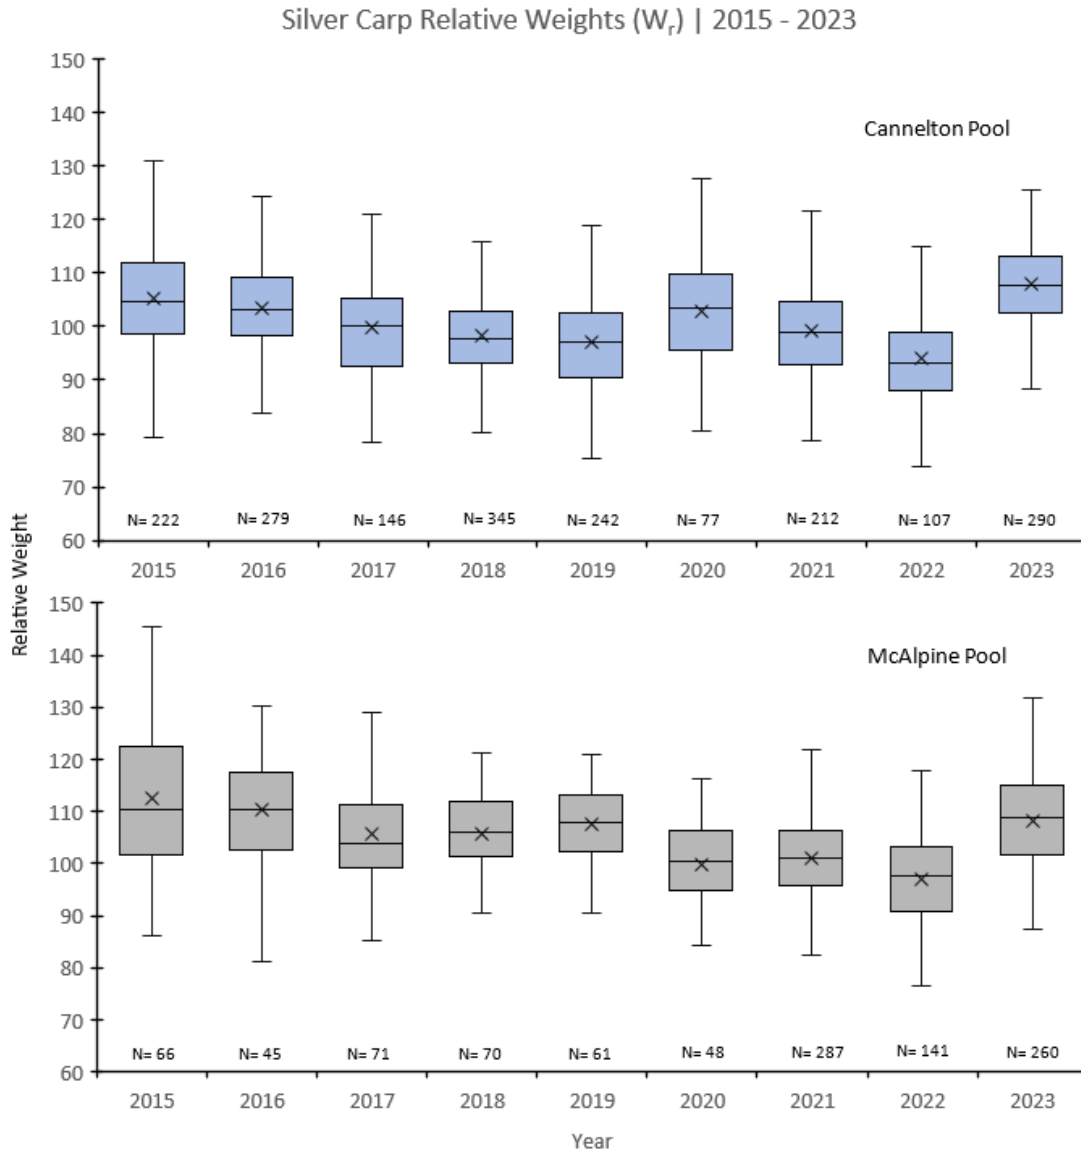 Silver Carp Relative Weights (Wr) | 2015 - 2023
150
140
Cannelton Pool
130
120
110
100
90
80
70
N= 222 N= 279 N= 146 N= 345 N= 242 N= 77 N= 212 N= 107 N= 290
60
2015 2016 2017 2018 2019 2020 2021 2022 2023
Relative Weight
150
140
McAlpine Pool
130
120
110
100
90
80
70
N= 66 N= 45 N= 71 N= 70 N= 61 N= 48 N= 287 N= 141 N= 260
60
2015 2016 2017 2018 2019 2020 2021 2022 2023
Year